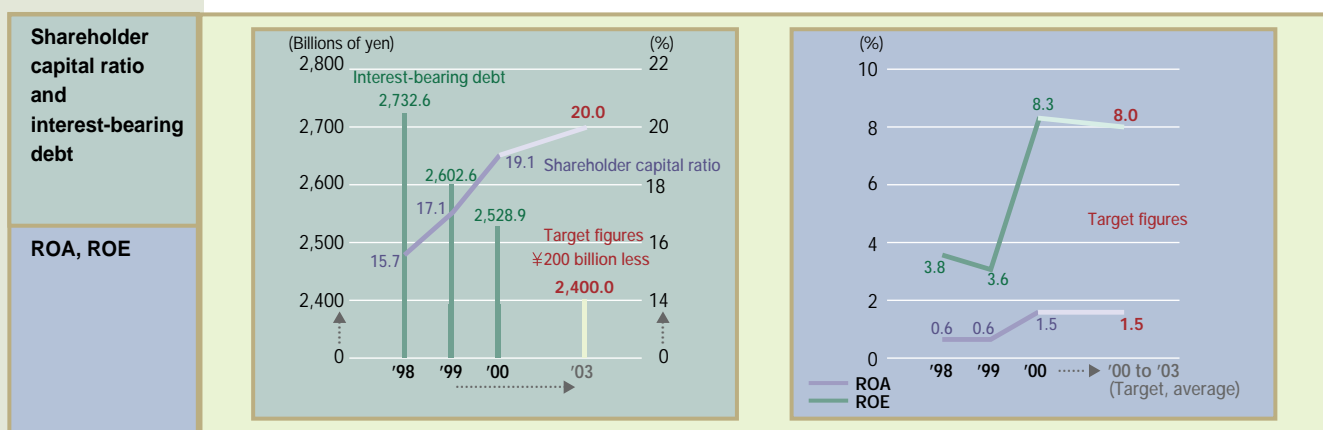 Shareholder
capital ratio
and
interest-bearing
debt
ROA, ROE
(Billions of yen)
(%)
2,800
22
Interest-bearing debt
2,732.6
20.0
2,700
20
19.1
Shareholder capital ratio
2,602.6
2,600
18
17.1
2,528.9
Target figures
2,500
16
15.7
¥200 billion less
2,400.0
2,400
14
0
0
'98
'99
'00
'03
(%)
10
8.3
8.0
8
6
Target figures
4
3.8
3.6
2
0.6
0.6
1.5
1.5
0
'98
'99
'00
'00 to '03
(Target, average)
ROA
ROE